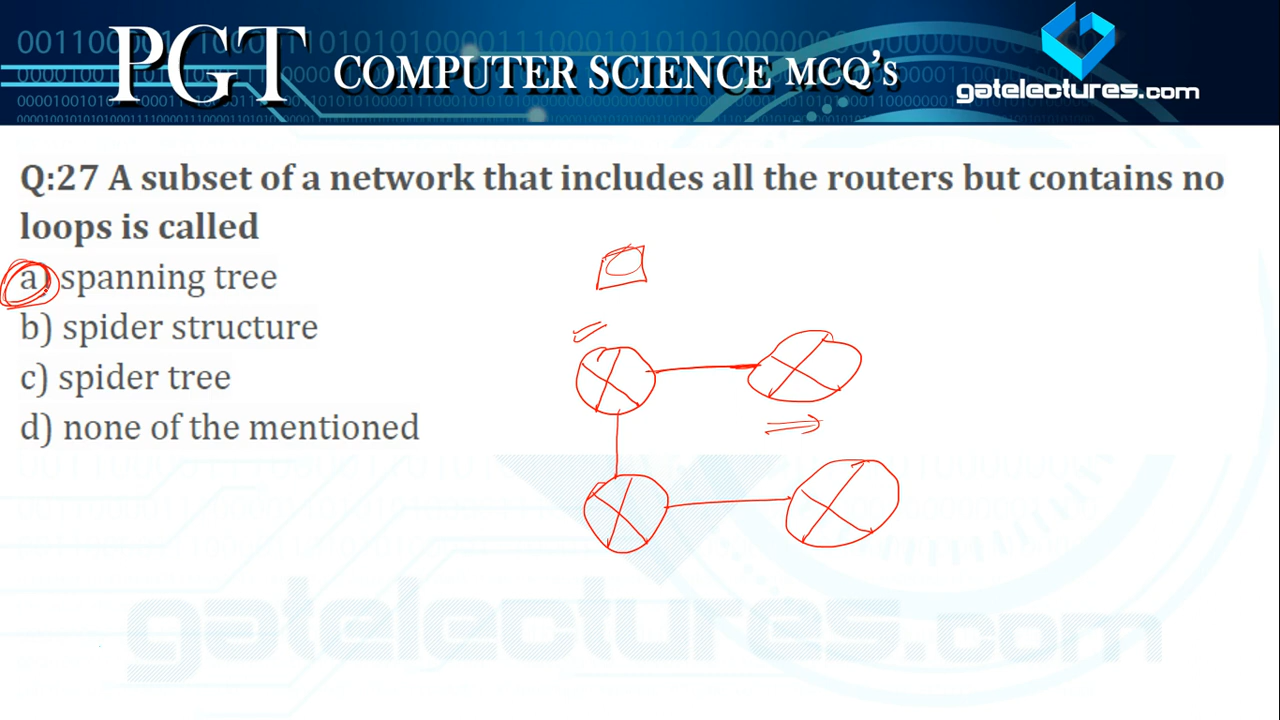 PGT COMPUTER SCIENCE MCQ's
gatelectures.com
Q:27 A subset of a network that includes all the routers but contains no
loops is called
a) spanning tree
b) spider structure
c) spider tree
d) none of the mentioned
gatelectures.com